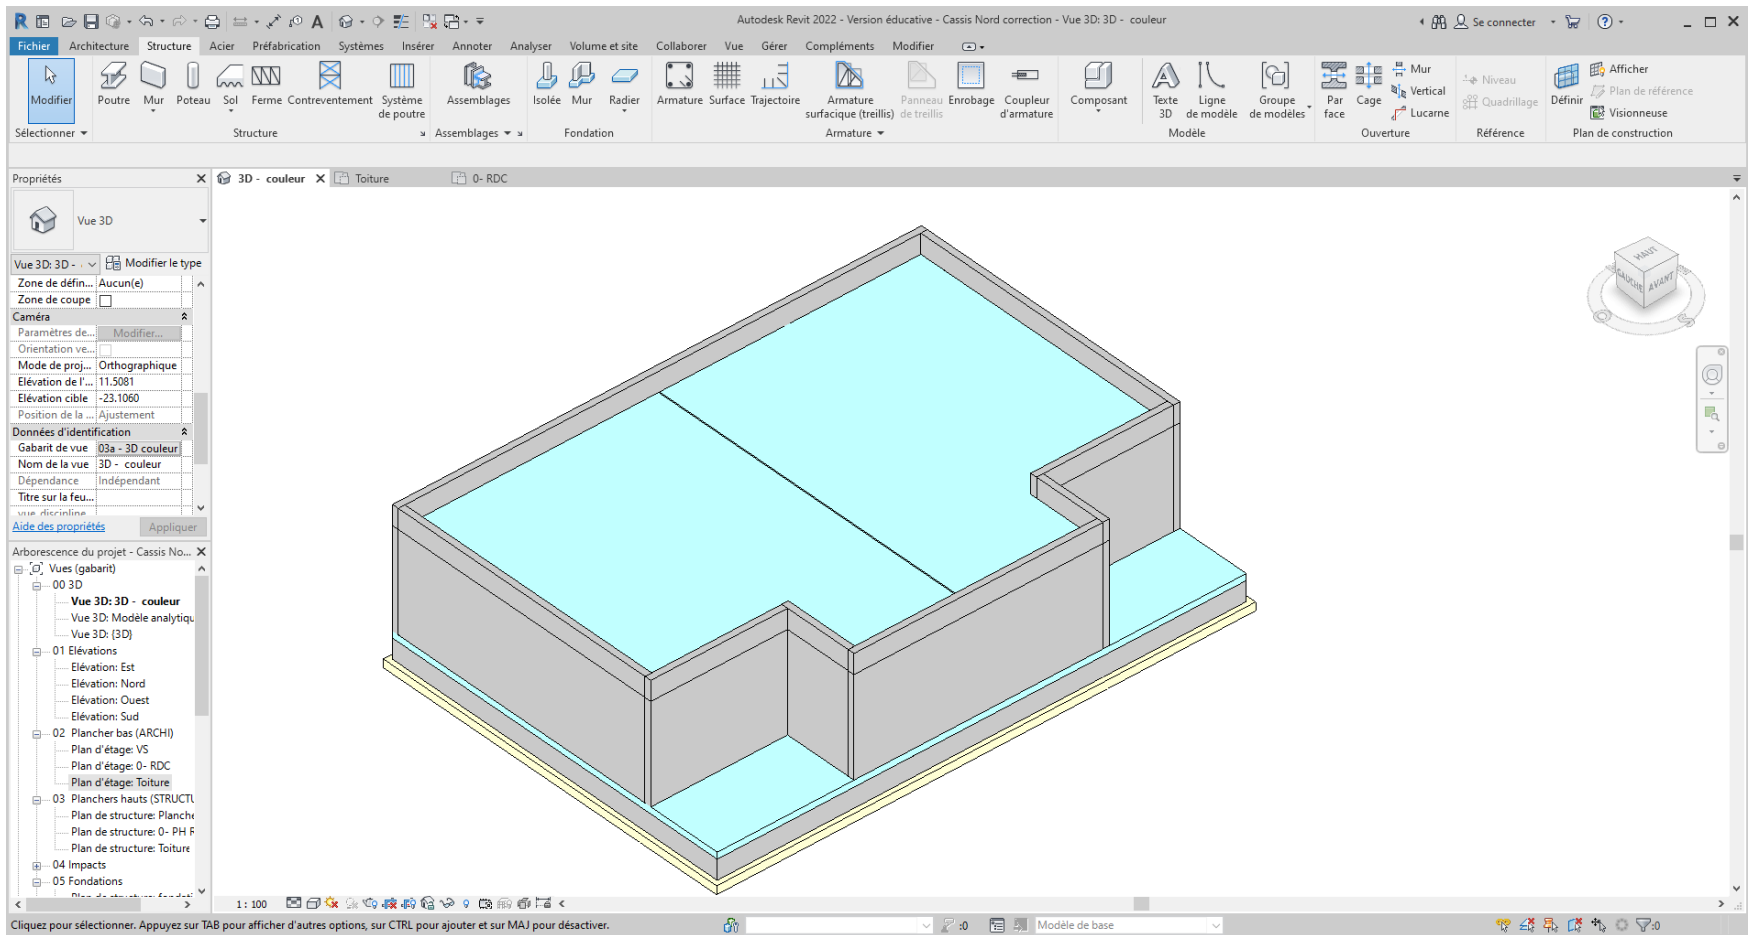 Autodesk Revit 2022 - Version éducative - Cassis Nord correction - Vue 3D: 3D - couleur
Se connecter
Fichier Architecture Structure Acier Préfabrication Systèmes Insérer Annoter Analyser Volume et site Collaborer Vue Gérer Compléments Modifier
Modifier
Poutre Mur Poteau Sol Ferme Contreventement Système de poutre
Assemblages
Isolée Mur Radier
Armature Surface Trajectoire Armature surfacique (treillis) Panneau de treillis Enrobage Coupleur d'armature
Composant
Texte 3D Ligne de modèle Groupe de modèles
Par face Cage Mur Vertical Lucarne
Niveau Quadrillage
Définir Afficher Plan de référence Visionneuse
Sélectionner Structure Assemblages Fondation Armature Modèle Ouverture Référence Plan de construction
Propriétés
3D - couleur Toiture 0- RDC
Vue 3D
Vue 3D: 3D - Modifier le type
Zone de défin... Aucun(e)
Zone de coupe
Caméra
Paramètres de... Modifier...
Orientation ve...
Mode de proj... Orthographique
Elévation de l'... 11.5081
Elévation cible -23.1060
Position de la ... Ajustement
Données d'identification
Gabarit de vue 03a - 3D couleur
Nom de la vue 3D - couleur
Dépendance Indépendant
Titre sur la feu...
vue_discipline
Aide des propriétés Appliquer
Arborescence du projet - Cassis No...
Vues (gabarit)
00 3D
Vue 3D: 3D - couleur
Vue 3D: Modèle analytiqu
Vue 3D: {3D}
01 Elévations
Elévation: Est
Elévation: Nord
Elévation: Ouest
Elévation: Sud
02 Plancher bas (ARCHI)
Plan d'étage: VS
Plan d'étage: 0- RDC
Plan d'étage: Toiture
03 Planchers hauts (STRUCTU
Plan de structure: Planche
Plan de structure: 0- PH R
Plan de structure: Toiture
04 Impacts
05 Fondations
Plan de structure: fondati
HAUT
GAUCHE AVANT
1 : 100
Cliquez pour sélectionner. Appuyez sur TAB pour afficher d'autres options, sur CTRL pour ajouter et sur MAJ pour désactiver.
:0
Modèle de base
:0